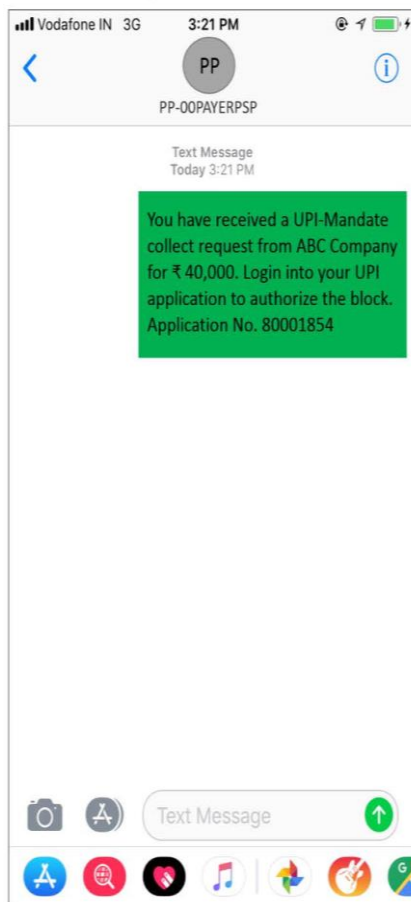 Vodafone IN 3G 3:21 PM
PP
PP-00PAYERPSP
Text Message
Today 3:21 PM
You have received a UPI-Mandate
collect request from ABC Company
for ₹ 40,000. Login into your UPI
application to authorize the block.
Application No. 80001854
Text Message
G